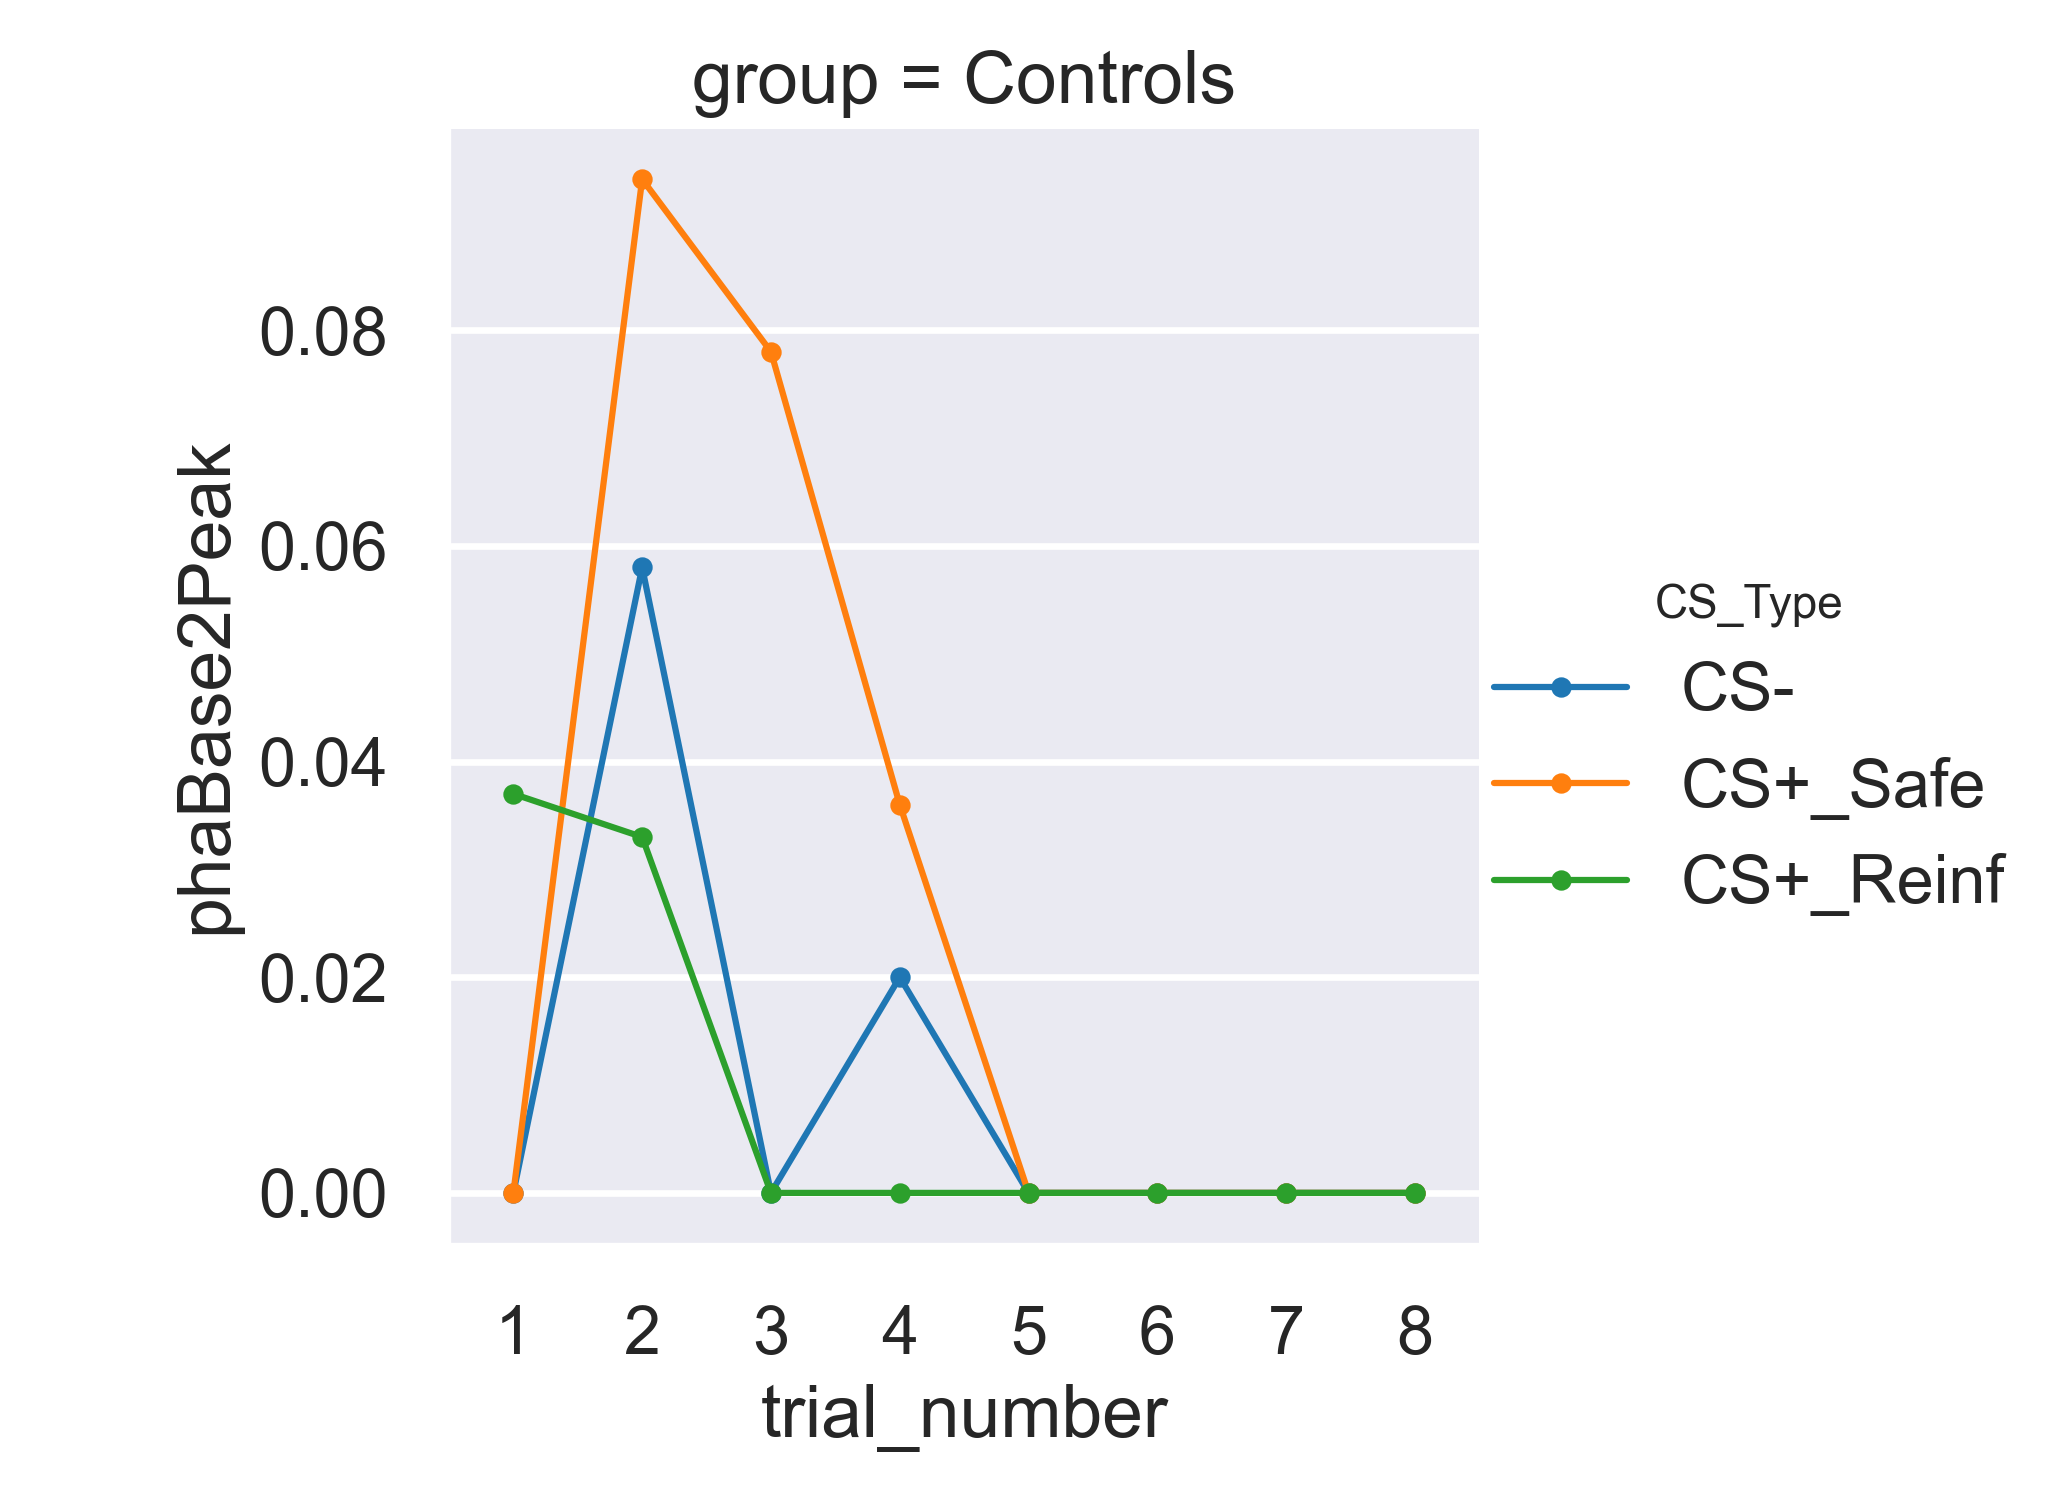 group = Controls
phaBase2Peak
0.08
0.06
0.04
0.02
0.00
1 2 3 4 5 6 7 8
trial_number
CS_Type
CS-
CS+_Safe
CS+_Reinf